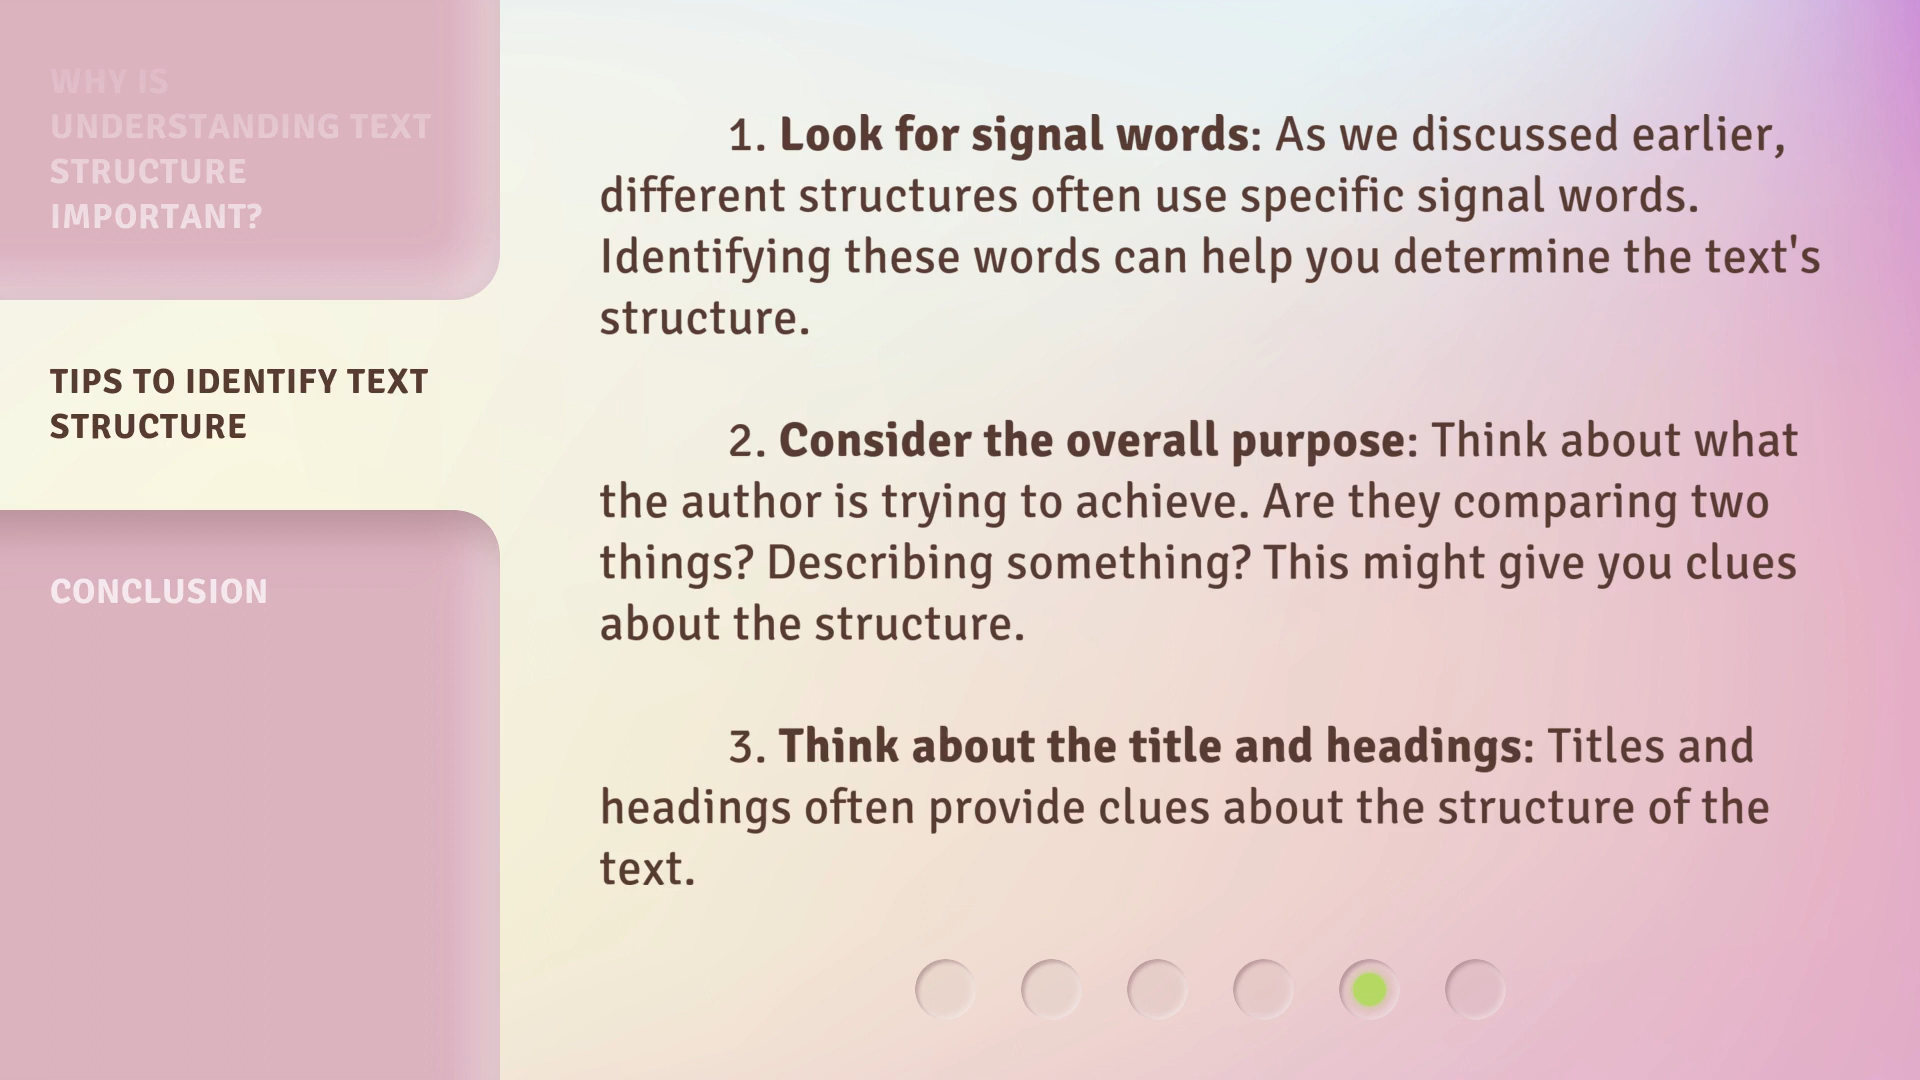 WHY IS
UNDERSTANDING TEXT
STRUCTURE
IMPORTANT?
TIPS TO IDENTIFY TEXT
STRUCTURE
CONCLUSION
1. Look for signal words: As we discussed earlier,
different structures often use specific signal words.
Identifying these words can help you determine the text's
structure.
2. Consider the overall purpose: Think about what
the author is trying to achieve. Are they comparing two
things? Describing something? This might give you clues
about the structure.
3. Think about the title and headings: Titles and
headings often provide clues about the structure of the
text.